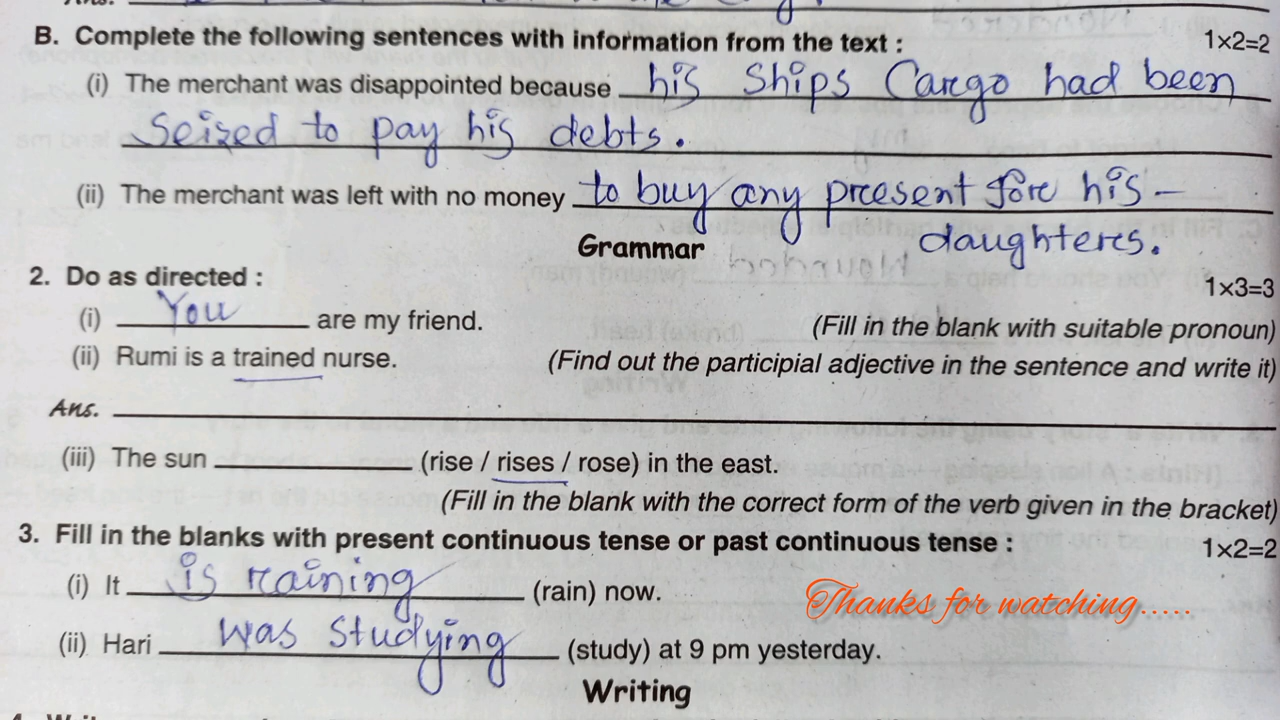 B. Complete the following sentences with information from the text : 1×2=2
(i) The merchant was disappointed because his Ships Cargo had been
seized to pay his debts.
(ii) The merchant was left with no money to buy any present for his –
daughters.
Grammar
2. Do as directed : 1×3=3
(i) You are my friend. (Fill in the blank with suitable pronoun)
(ii) Rumi is a trained nurse. (Find out the participial adjective in the sentence and write it)
Ans.
(iii) The sun (rise / rises / rose) in the east.
(Fill in the blank with the correct form of the verb given in the bracket)
3. Fill in the blanks with present continuous tense or past continuous tense : 1×2=2
(i) It is raining (rain) now.
Thanks for watching.....
(ii) Hari was studying (study) at 9 pm yesterday.
Writing